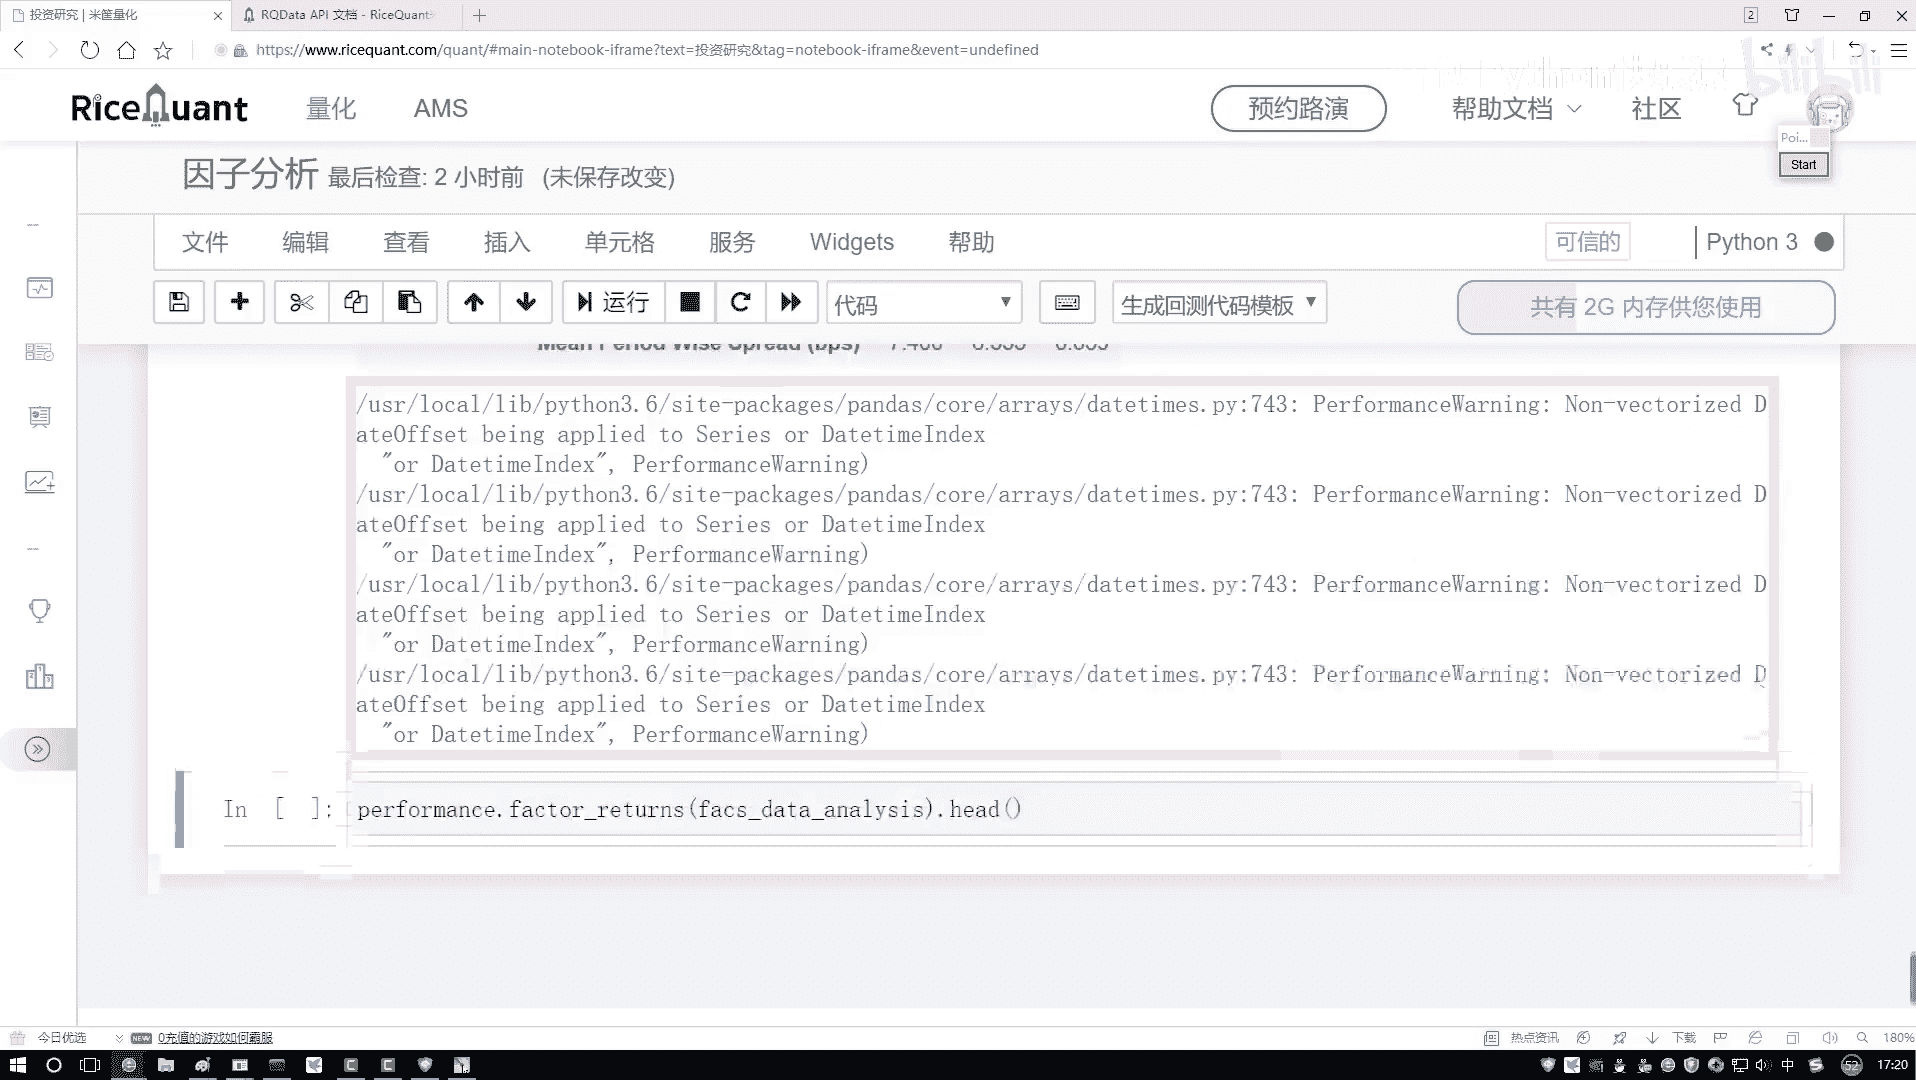 投资研究 | 米筐量化
RQData API 文档 - RiceQuant
2
https://www.ricequant.com/quant/#main-notebook-iframe?text=投资研究&tag=notebook-iframe&event=undefined
bilibili
RiceQuant
量化
AMS
预约路演
帮助文档
社区
Poi...
Start
因子分析 最后检查: 2 小时前 (未保存改变)
文件 编辑 查看 插入 单元格 服务 Widgets 帮助
可信的
Python 3
运行
代码
生成回测代码模板
共有 2G 内存供您使用
Mean Period Wise Spread (bps)
/usr/local/lib/python3.6/site-packages/pandas/core/arrays/datetimes.py:743: PerformanceWarning: Non-vectorized D
ateOffset being applied to Series or DatetimeIndex
"or DatetimeIndex", PerformanceWarning)
/usr/local/lib/python3.6/site-packages/pandas/core/arrays/datetimes.py:743: PerformanceWarning: Non-vectorized D
ateOffset being applied to Series or DatetimeIndex
"or DatetimeIndex", PerformanceWarning)
/usr/local/lib/python3.6/site-packages/pandas/core/arrays/datetimes.py:743: PerformanceWarning: Non-vectorized D
ateOffset being applied to Series or DatetimeIndex
"or DatetimeIndex", PerformanceWarning)
/usr/local/lib/python3.6/site-packages/pandas/core/arrays/datetimes.py:743: PerformanceWarning: Non-vectorized D
ateOffset being applied to Series or DatetimeIndex
"or DatetimeIndex", PerformanceWarning)
In [ ]: performance.factor_returns(facs_data_analysis).head()
今日优选
NEW
0充值的游戏如何霸服
热点资讯
下载
180%
中
52
17:20